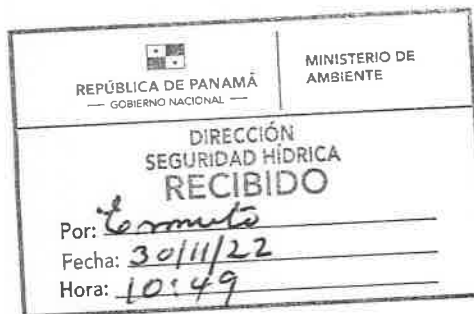 REPÚBLICA DE PANAMÁ
— GOBIERNO NACIONAL —
MINISTERIO DE
AMBIENTE
DIRECCIÓN
SEGURIDAD HÍDRICA
RECIBIDO
Por:
Fecha: 30/11/22
Hora: 10:49